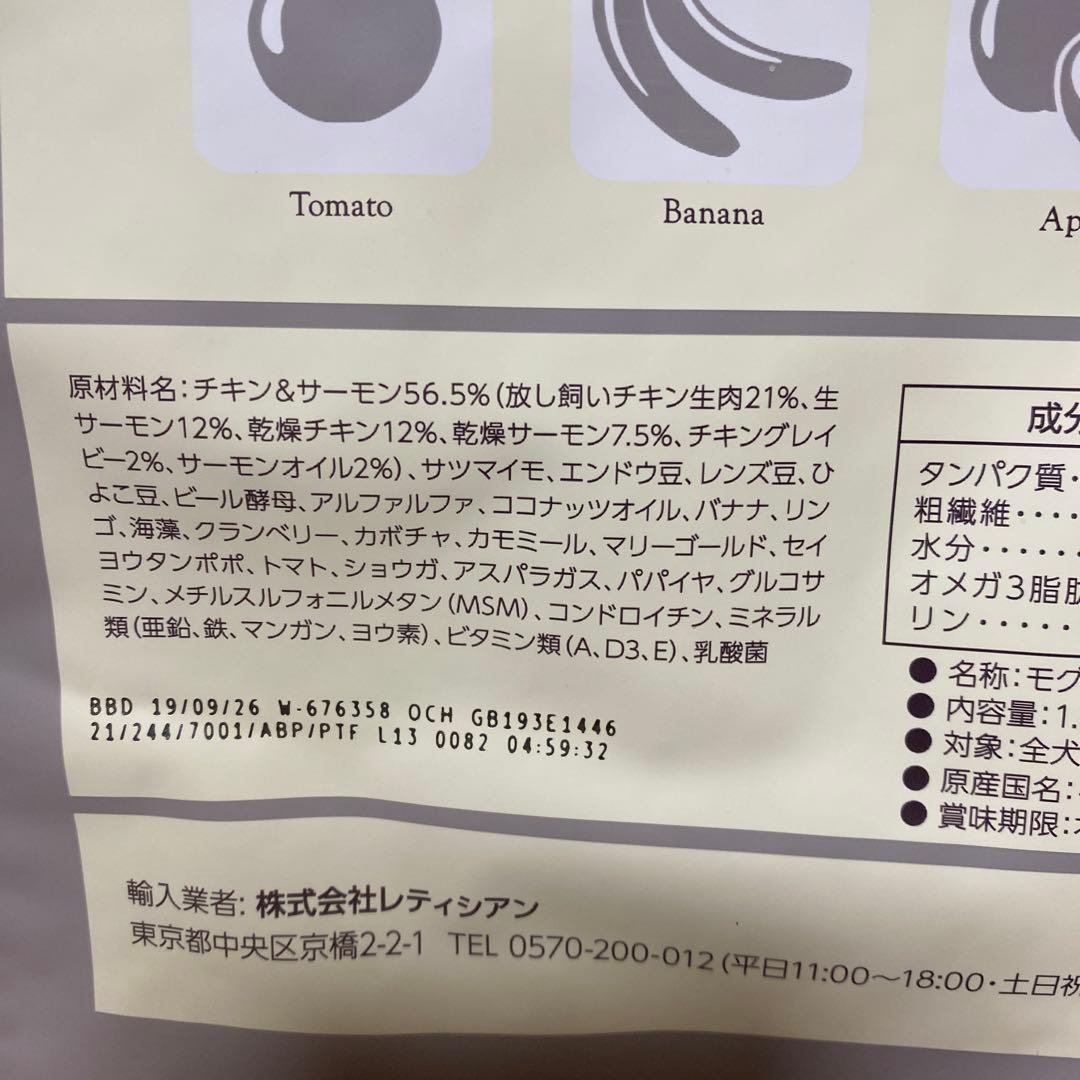 Tomato
Banana
Ap
原材料名:チキン&サーモン56.5%(放し飼いチキン生肉21%、生
サーモン12%、乾燥チキン12%、乾燥サーモン7.5%、チキングレイ
ビー2%、サーモンオイル2%)、サツマイモ、エンドウ豆、レンズ豆、ひ
よこ豆、ビール酵母、アルファルファ、ココナッツオイル、バナナ、リン
ゴ、海藻、クランベリー、カボチャ、カモミール、マリーゴールド、セイ
ヨウタンポポ、トマト、ショウガ、アスパラガス、パパイヤ、グルコサ
ミン、メチルスルフォニルメタン(MSM)、コンドロイチン、ミネラル
類(亜鉛、鉄、マンガン、ヨウ素)、ビタミン類(A、D3、E)、乳酸菌
BBD 19/09/26 W-676358 OCH GB193E1446
21/244/7001/ABP/PTF L13 0082 04:59:32
成分
タンパク質・
粗繊維・・・・
水分・・・・・・
オメガ3脂肪
リン・・・・・
●名称:モグ
●内容量:1.
●対象:全犬
●原産国名:
●賞味期限:
輸入業者:株式会社レティシアン
東京都中央区京橋2-2-1 TEL 0570-200-012(平日11:00〜18:00・土日祝